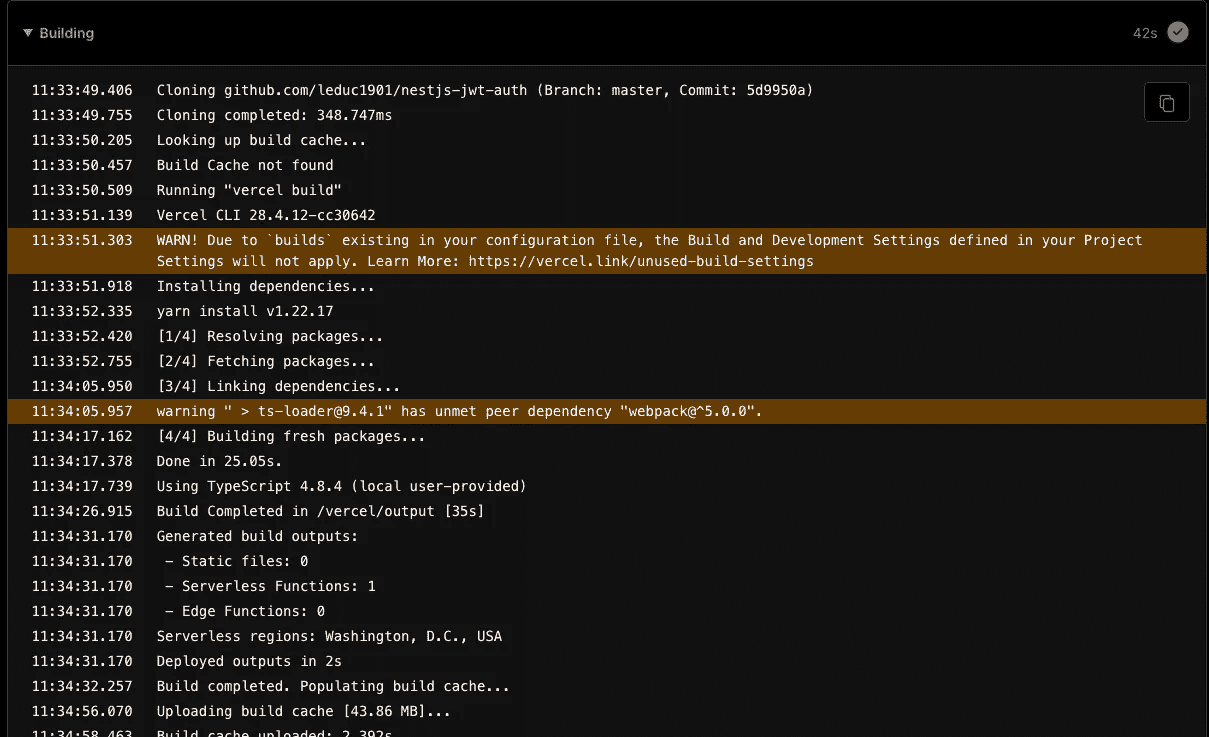 Building
42s
11:33:49.406 Cloning github.com/leduc1901/nestjs-jwt-auth (Branch: master, Commit: 5d9950a)
11:33:49.755 Cloning completed: 348.747ms
11:33:50.205 Looking up build cache...
11:33:50.457 Build Cache not found
11:33:50.509 Running "vercel build"
11:33:51.139 Vercel CLI 28.4.12-cc30642
11:33:51.303 WARN! Due to `builds` existing in your configuration file, the Build and Development Settings defined in your Project
Settings will not apply. Learn More: https://vercel.link/unused-build-settings
11:33:51.918 Installing dependencies...
11:33:52.335 yarn install v1.22.17
11:33:52.420 [1/4] Resolving packages...
11:33:52.755 [2/4] Fetching packages...
11:34:05.950 [3/4] Linking dependencies...
11:34:05.957 warning " > ts-loader@9.4.1" has unmet peer dependency "webpack@^5.0.0".
11:34:17.162 [4/4] Building fresh packages...
11:34:17.378 Done in 25.05s.
11:34:17.739 Using TypeScript 4.8.4 (local user-provided)
11:34:26.915 Build Completed in /vercel/output [35s]
11:34:31.170 Generated build outputs:
11:34:31.170 - Static files: 0
11:34:31.170 - Serverless Functions: 1
11:34:31.170 - Edge Functions: 0
11:34:31.170 Serverless regions: Washington, D.C., USA
11:34:31.170 Deployed outputs in 2s
11:34:32.257 Build completed. Populating build cache...
11:34:56.070 Uploading build cache [43.86 MB]...
11:34:58.463 Build cache uploaded: 2.392s